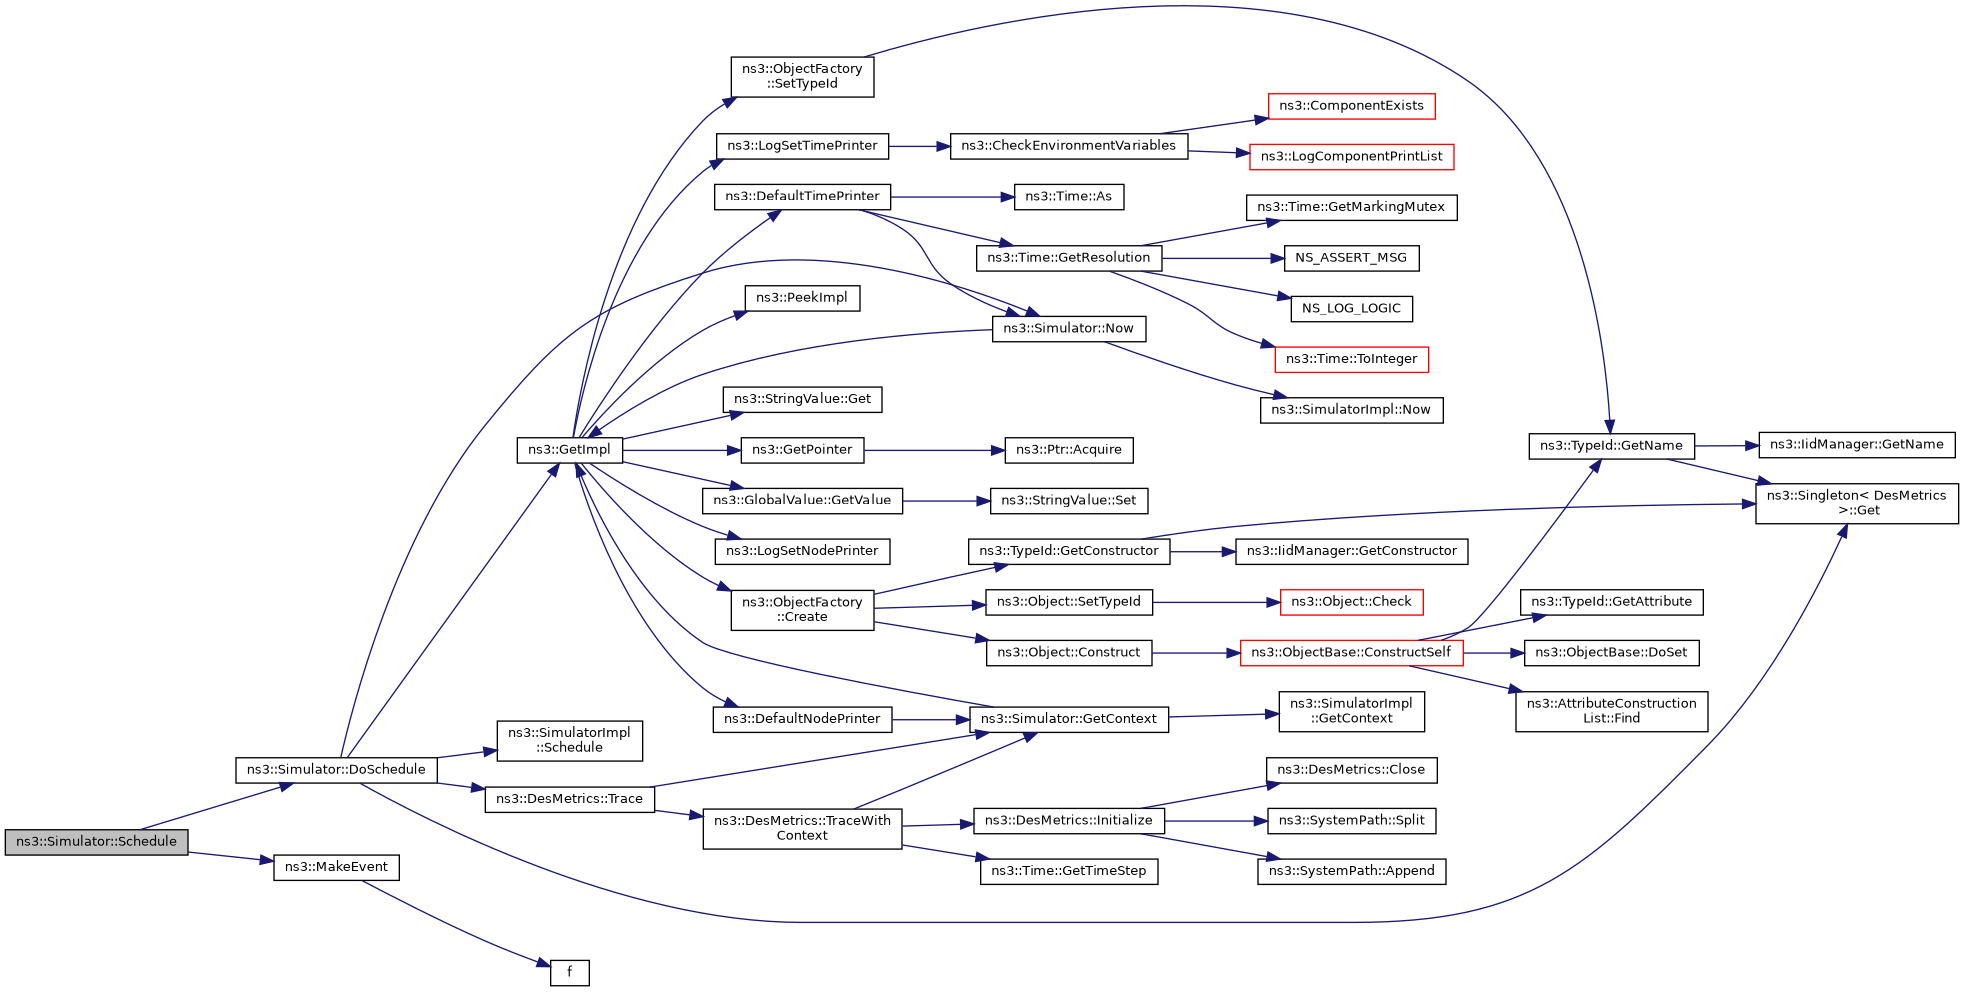 ns3::ObjectFactory
::SetTypeId
ns3::ComponentExists
ns3::LogSetTimePrinter
ns3::CheckEnvironmentVariables
ns3::LogComponentPrintList
ns3::DefaultTimePrinter
ns3::Time::As
ns3::Time::GetMarkingMutex
ns3::Time::GetResolution
NS_ASSERT_MSG
ns3::PeekImpl
NS_LOG_LOGIC
ns3::Simulator::Now
ns3::Time::ToInteger
ns3::StringValue::Get
ns3::SimulatorImpl::Now
ns3::GetImpl
ns3::GetPointer
ns3::Ptr::Acquire
ns3::TypeId::GetName
ns3::IidManager::GetName
ns3::GlobalValue::GetValue
ns3::StringValue::Set
ns3::Singleton< DesMetrics
>::Get
ns3::LogSetNodePrinter
ns3::TypeId::GetConstructor
ns3::IidManager::GetConstructor
ns3::ObjectFactory
::Create
ns3::Object::SetTypeId
ns3::Object::Check
ns3::TypeId::GetAttribute
ns3::Object::Construct
ns3::ObjectBase::ConstructSelf
ns3::ObjectBase::DoSet
ns3::DefaultNodePrinter
ns3::Simulator::GetContext
ns3::SimulatorImpl
::GetContext
ns3::AttributeConstruction
List::Find
ns3::SimulatorImpl
::Schedule
ns3::Simulator::DoSchedule
ns3::DesMetrics::Close
ns3::DesMetrics::Trace
ns3::DesMetrics::TraceWith
Context
ns3::DesMetrics::Initialize
ns3::SystemPath::Split
ns3::Simulator::Schedule
ns3::MakeEvent
ns3::Time::GetTimeStep
ns3::SystemPath::Append
f